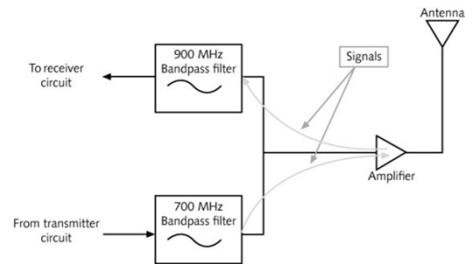 Antenna
900 MHz
Bandpass filter
Signals
To receiver
circuit
Amplifier
700 MHz
Bandpass filter
From transmitter
circuit